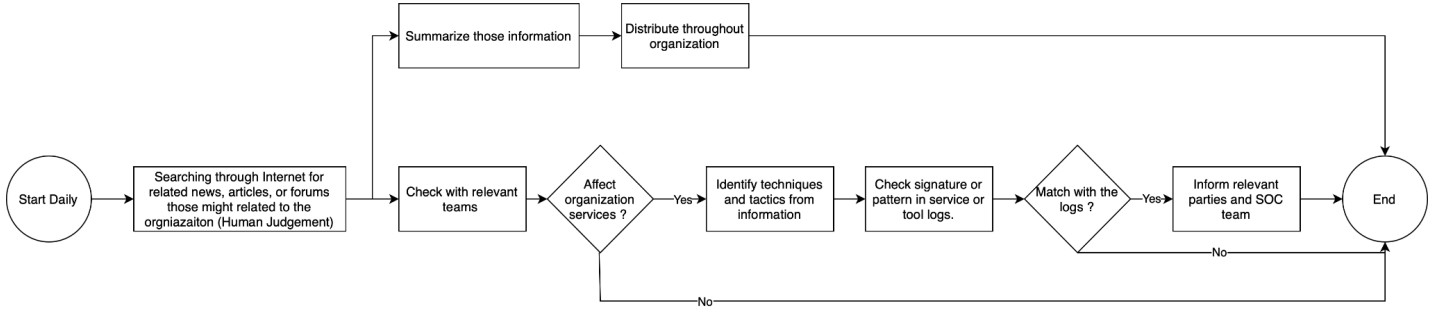 Summarize those information
Distribute throughout
organization
Start Daily
Searching through Internet for
related news, articles, or forums
those might related to the
orgniazaiton (Human Judgement)
Check with relevant
teams
Affect
organization
services ?
Yes
Identify techniques
and tactics from
information
Check signature or
pattern in service or
tool logs.
Match with the
logs ?
Yes
Inform relevant
parties and SOC
team
End
No
No